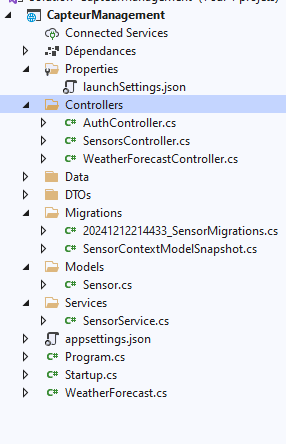 CapteurManagement
Connected Services
Dépendances
Properties
launchSettings.json
Controllers
AuthController.cs
SensorsController.cs
WeatherForecastController.cs
Data
DTOs
Migrations
20241212214433_SensorMigrations.cs
SensorContextModelSnapshot.cs
Models
Sensor.cs
Services
SensorService.cs
appsettings.json
Program.cs
Startup.cs
WeatherForecast.cs